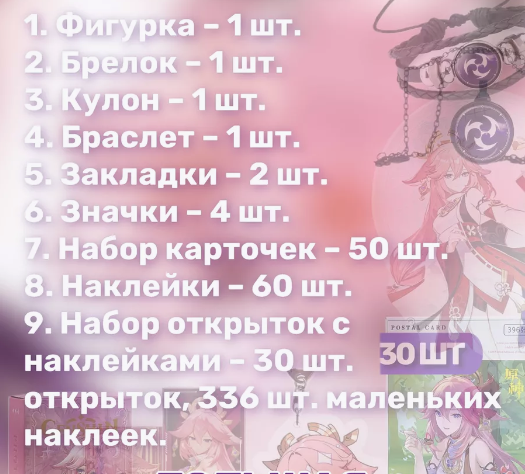 1. Фигурка – 1 шт.
2. Брелок – 1 шт.
3. Кулон – 1 шт.
4. Браслет – 1 шт.
5. Закладки – 2 шт.
6. Значки – 4 шт.
7. Набор карточек – 50 шт.
8. Наклейки – 60 шт.
9. Набор открыток с
POSTAL CARD
наклейками – 30 шт.
30 ШТ
открыток, 336 шт. маленьких
наклеек.